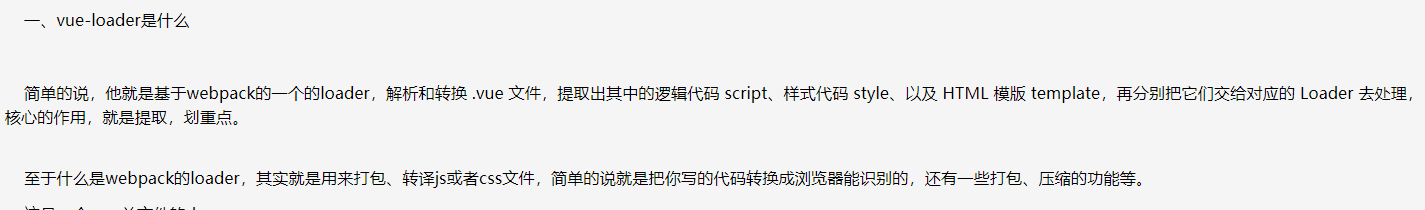 一、vue-loader是什么
简单的说，他就是基于webpack的一个的loader，解析和转换 .vue 文件，提取出其中的逻辑代码 script、样式代码 style、以及 HTML 模版 template，再分别把它们交给对应的 Loader 去处理，
核心的作用，就是提取，划重点。
至于什么是webpack的loader，其实就是用来打包、转译js或者css文件，简单的说就是把你写的代码转换成浏览器能识别的，还有一些打包、压缩的功能等。